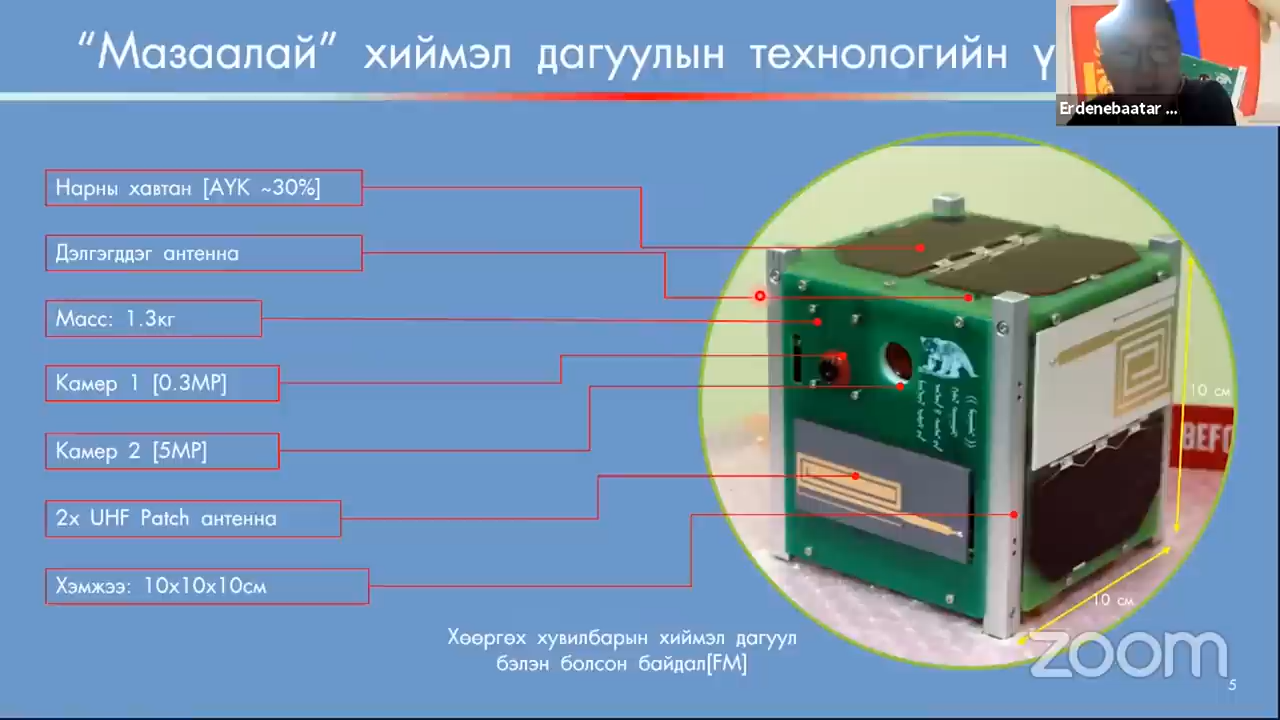 “Мазаалай” хиймэл дагуулын технологийн ү
Erdenebaatar ...
Нарны хавтан [АҮК ~30%]
Дэлгэгддэг антенна
Масс: 1.3кг
Камер 1 [0.3MP]
Камер 2 [5MP]
2x UHF Patch антенна
Хэмжээ: 10x10x10см
10 см
BEFO
10 см
Хөөргөх хувилбарын хиймэл дагуул
бэлэн болсон байдал[FM]
zoom
5